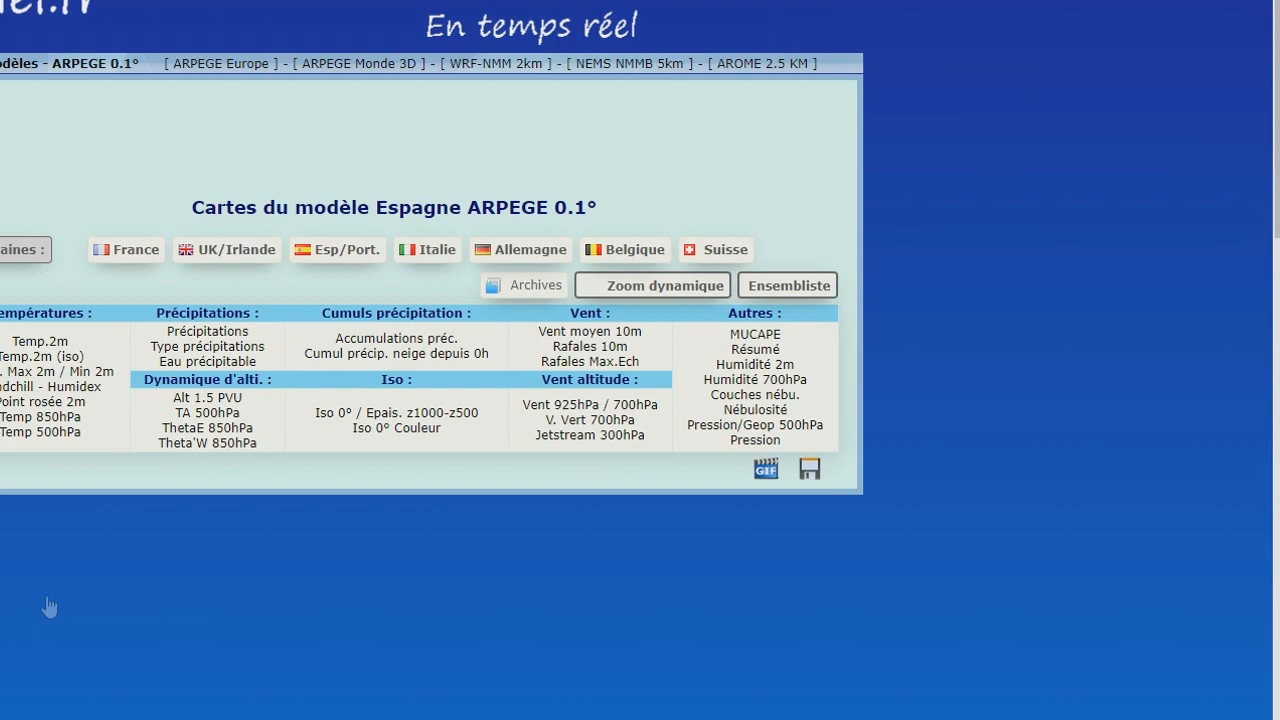 En temps réel
ARPEGE 0.1° [ ARPEGE Europe ] - [ ARPEGE Monde 3D ] - [ WRF-NMM 2km ] - [ NEMS NMMB 5km ] - [ AROME 2.5 KM ]
Cartes du modèle Espagne ARPEGE 0.1°
France UK/Irlande Esp/Port. Italie Allemagne Belgique Suisse
Archives Zoom dynamique Ensembliste
Précipitations : Cumuls précipitation : Vent : Autres :
Temp.2m
Temp.2m (iso)
Max 2m / Min 2m
- Humidex
rosée 2m
Temp 850hPa
Temp 500hPa
Précipitations
Type précipitations
Eau précipitable
Dynamique d'alti. :
Alt 1.5 PVU
TA 500hPa
ThetaE 850hPa
Theta'W 850hPa
Accumulations préc.
Cumul précip. neige depuis 0h
Iso :
Iso 0° / Epais. z1000-z500
Iso 0° Couleur
Vent moyen 10m
Rafales 10m
Rafales Max.Ech
Vent altitude :
Vent 925hPa / 700hPa
V. Vert 700hPa
Jetstream 300hPa
MUCAPE
Résumé
Humidité 2m
Humidité 700hPa
Couches nébu.
Nébulosité
Pression/Geop 500hPa
Pression
GIF